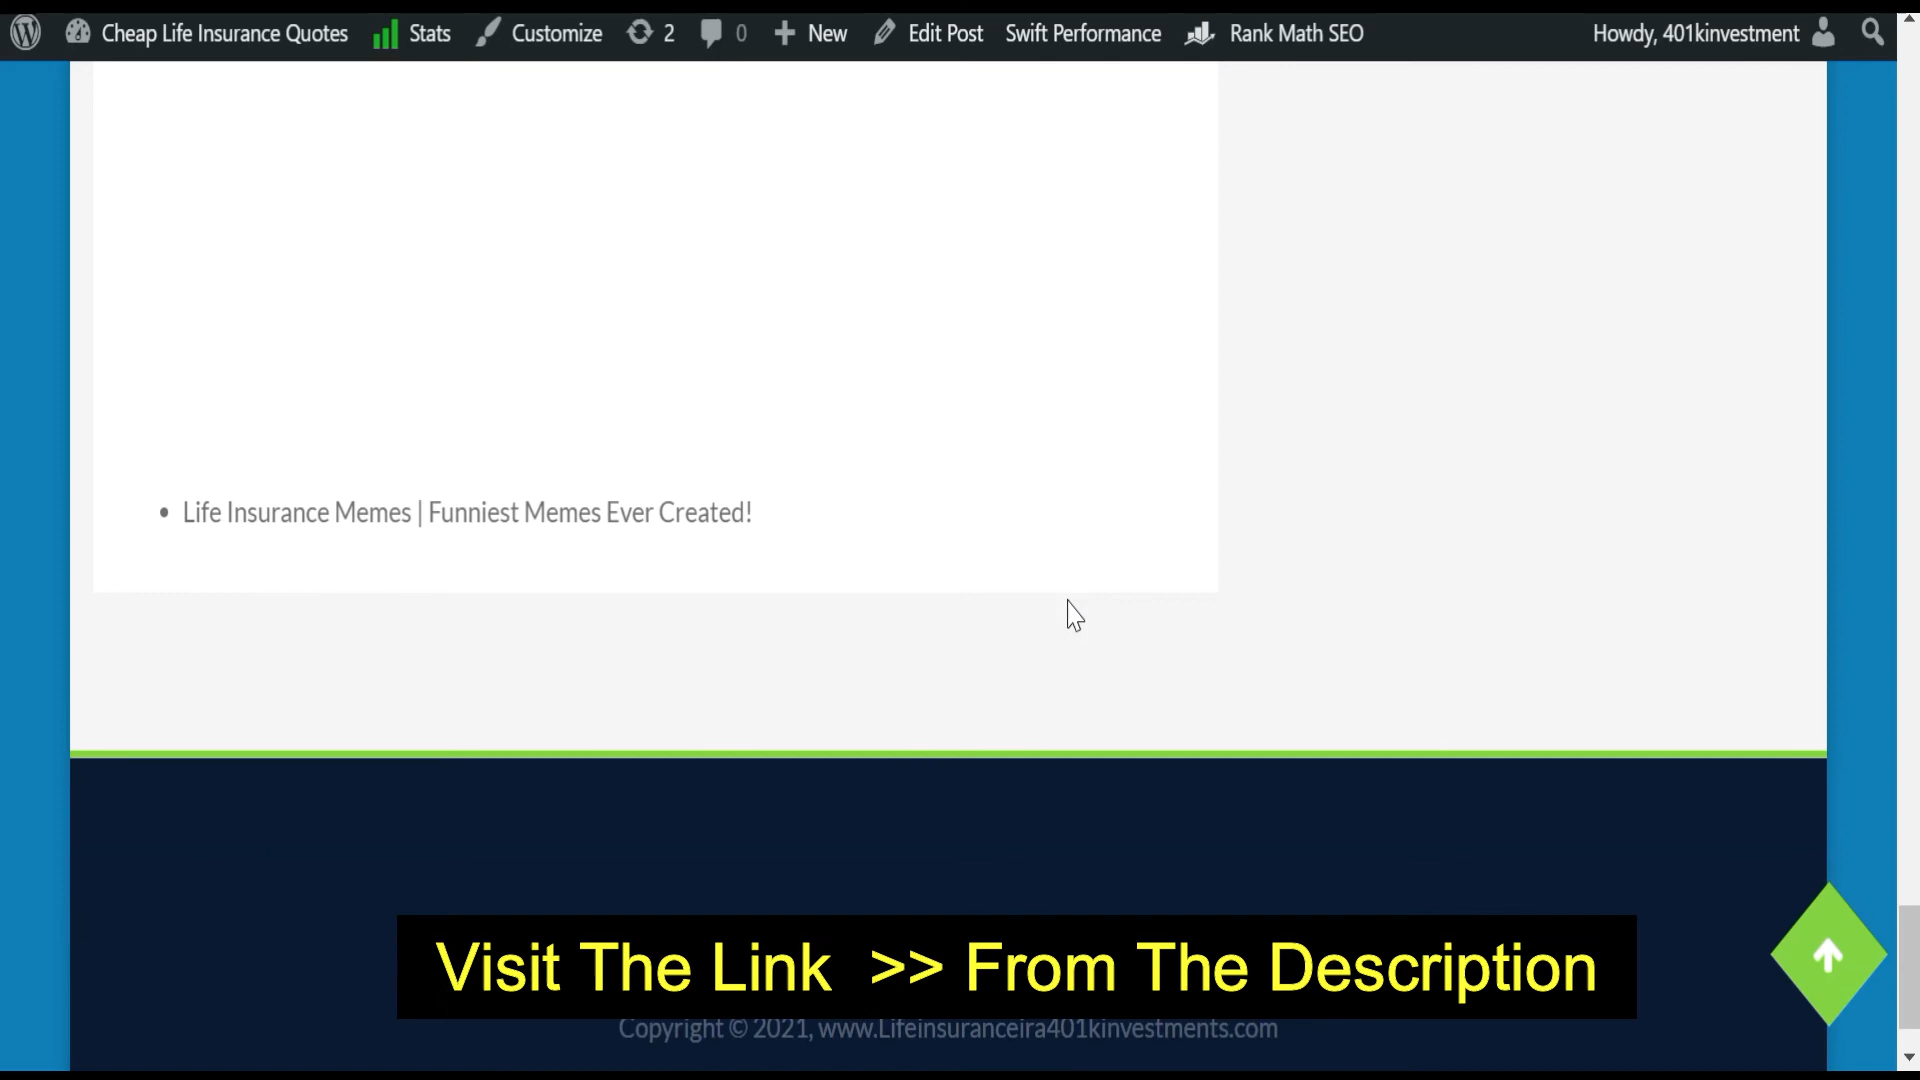 Cheap Life Insurance Quotes Stats Customize 2 0 New Edit Post Swift Performance Rank Math SEO Howdy, 401kinvestment
• Life Insurance Memes | Funniest Memes Ever Created!
Visit The Link >> From The Description
Copyright © 2021, www.Lifeinsuranceira401kinvestments.com